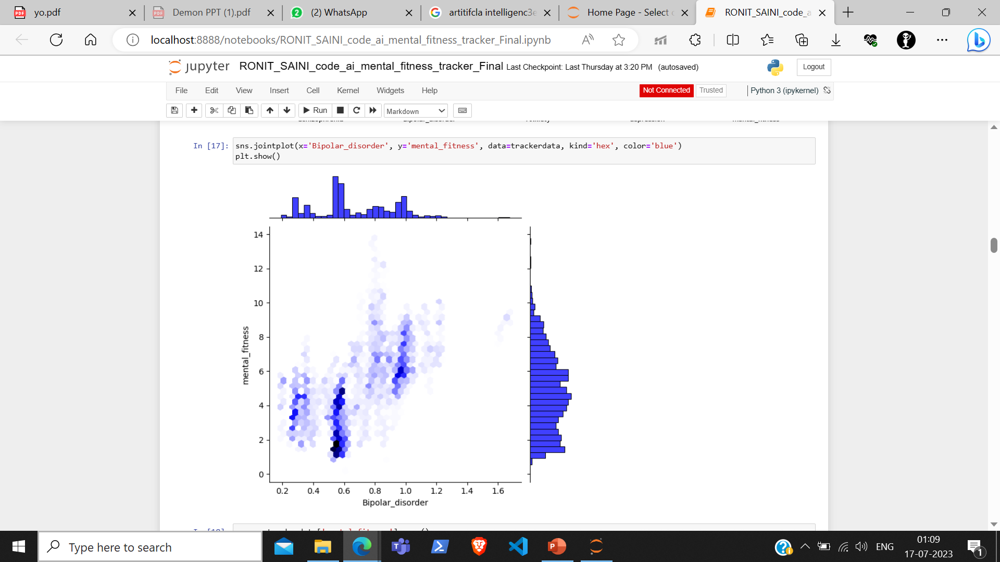 yo.pdf
Demon PPT (1).pdf
(2) WhatsApp
artitifcla intelligenc3e
Home Page - Select
RONIT_SAINI_code_a
localhost:8888/notebooks/RONIT_SAINI_code_ai_mental_fitness_tracker_Final.ipynb
jupyter RONIT_SAINI_code_ai_mental_fitness_tracker_Final Last Checkpoint: Last Thursday at 3:20 PM (autosaved)
Logout
File Edit View Insert Cell Kernel Widgets Help
Not Connected Trusted Python 3 (ipykernel)
Run Markdown
In [17]: sns.jointplot(x='Bipolar_disorder', y='mental_fitness', data=trackerdata, kind='hex', color='blue')
plt.show()
14
12
10
8
6
4
2
0
mental_fitness
0.2 0.4 0.6 0.8 1.0 1.2 1.4 1.6
Bipolar_disorder
Type here to search
ENG
01:09
17-07-2023
1